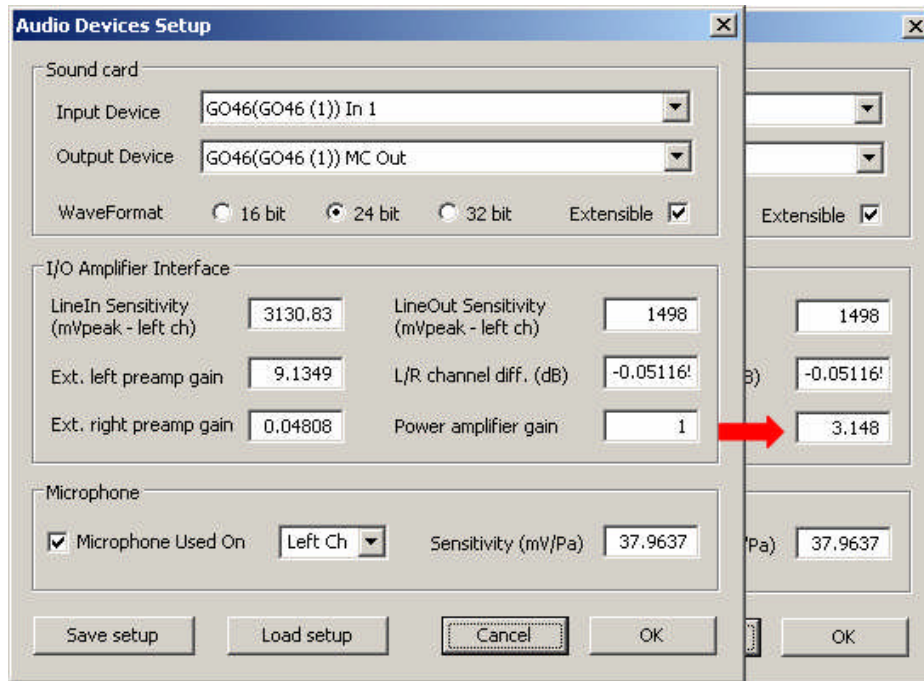 Audio Devices Setup
Sound card
Input Device GO46(GO46 (1)) In 1
Output Device GO46(GO46 (1)) MC Out
WaveFormat 16 bit 24 bit 32 bit Extensible
Extensible
I/O Amplifier Interface
LineIn Sensitivity
(mVpeak - left ch)
3130.83
LineOut Sensitivity
(mVpeak - left ch)
1498
1498
Ext. left preamp gain 9.1349 L/R channel diff. (dB) -0.05116
B) -0.05116
Ext. right preamp gain 0.04808 Power amplifier gain 1
3.148
Microphone
Microphone Used On Left Ch Sensitivity (mV/Pa) 37.9637
/Pa) 37.9637
Save setup Load setup Cancel OK
OK